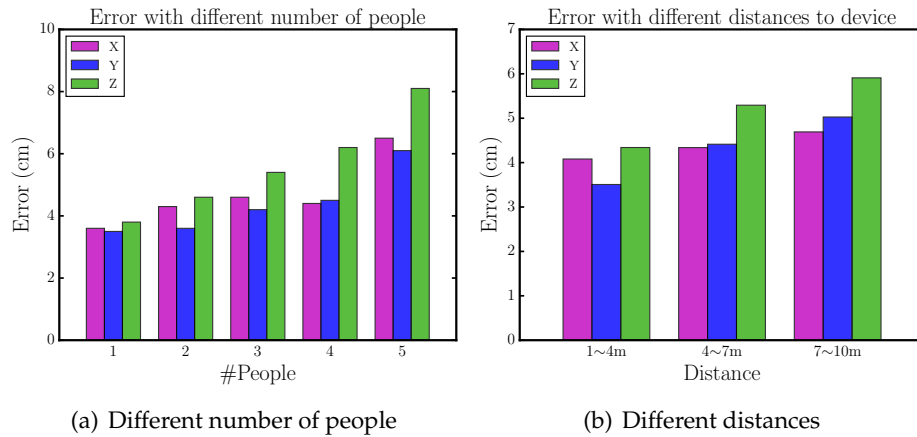 Error with different number of people
10
8
6
4
2
0
X
Y
Z
Error (cm)
1 2 3 4 5
#People
(a) Different number of people
Error with different distances to device
7
6
5
4
3
2
1
0
X
Y
Z
Error (cm)
1~4m 4~7m 7~10m
Distance
(b) Different distances